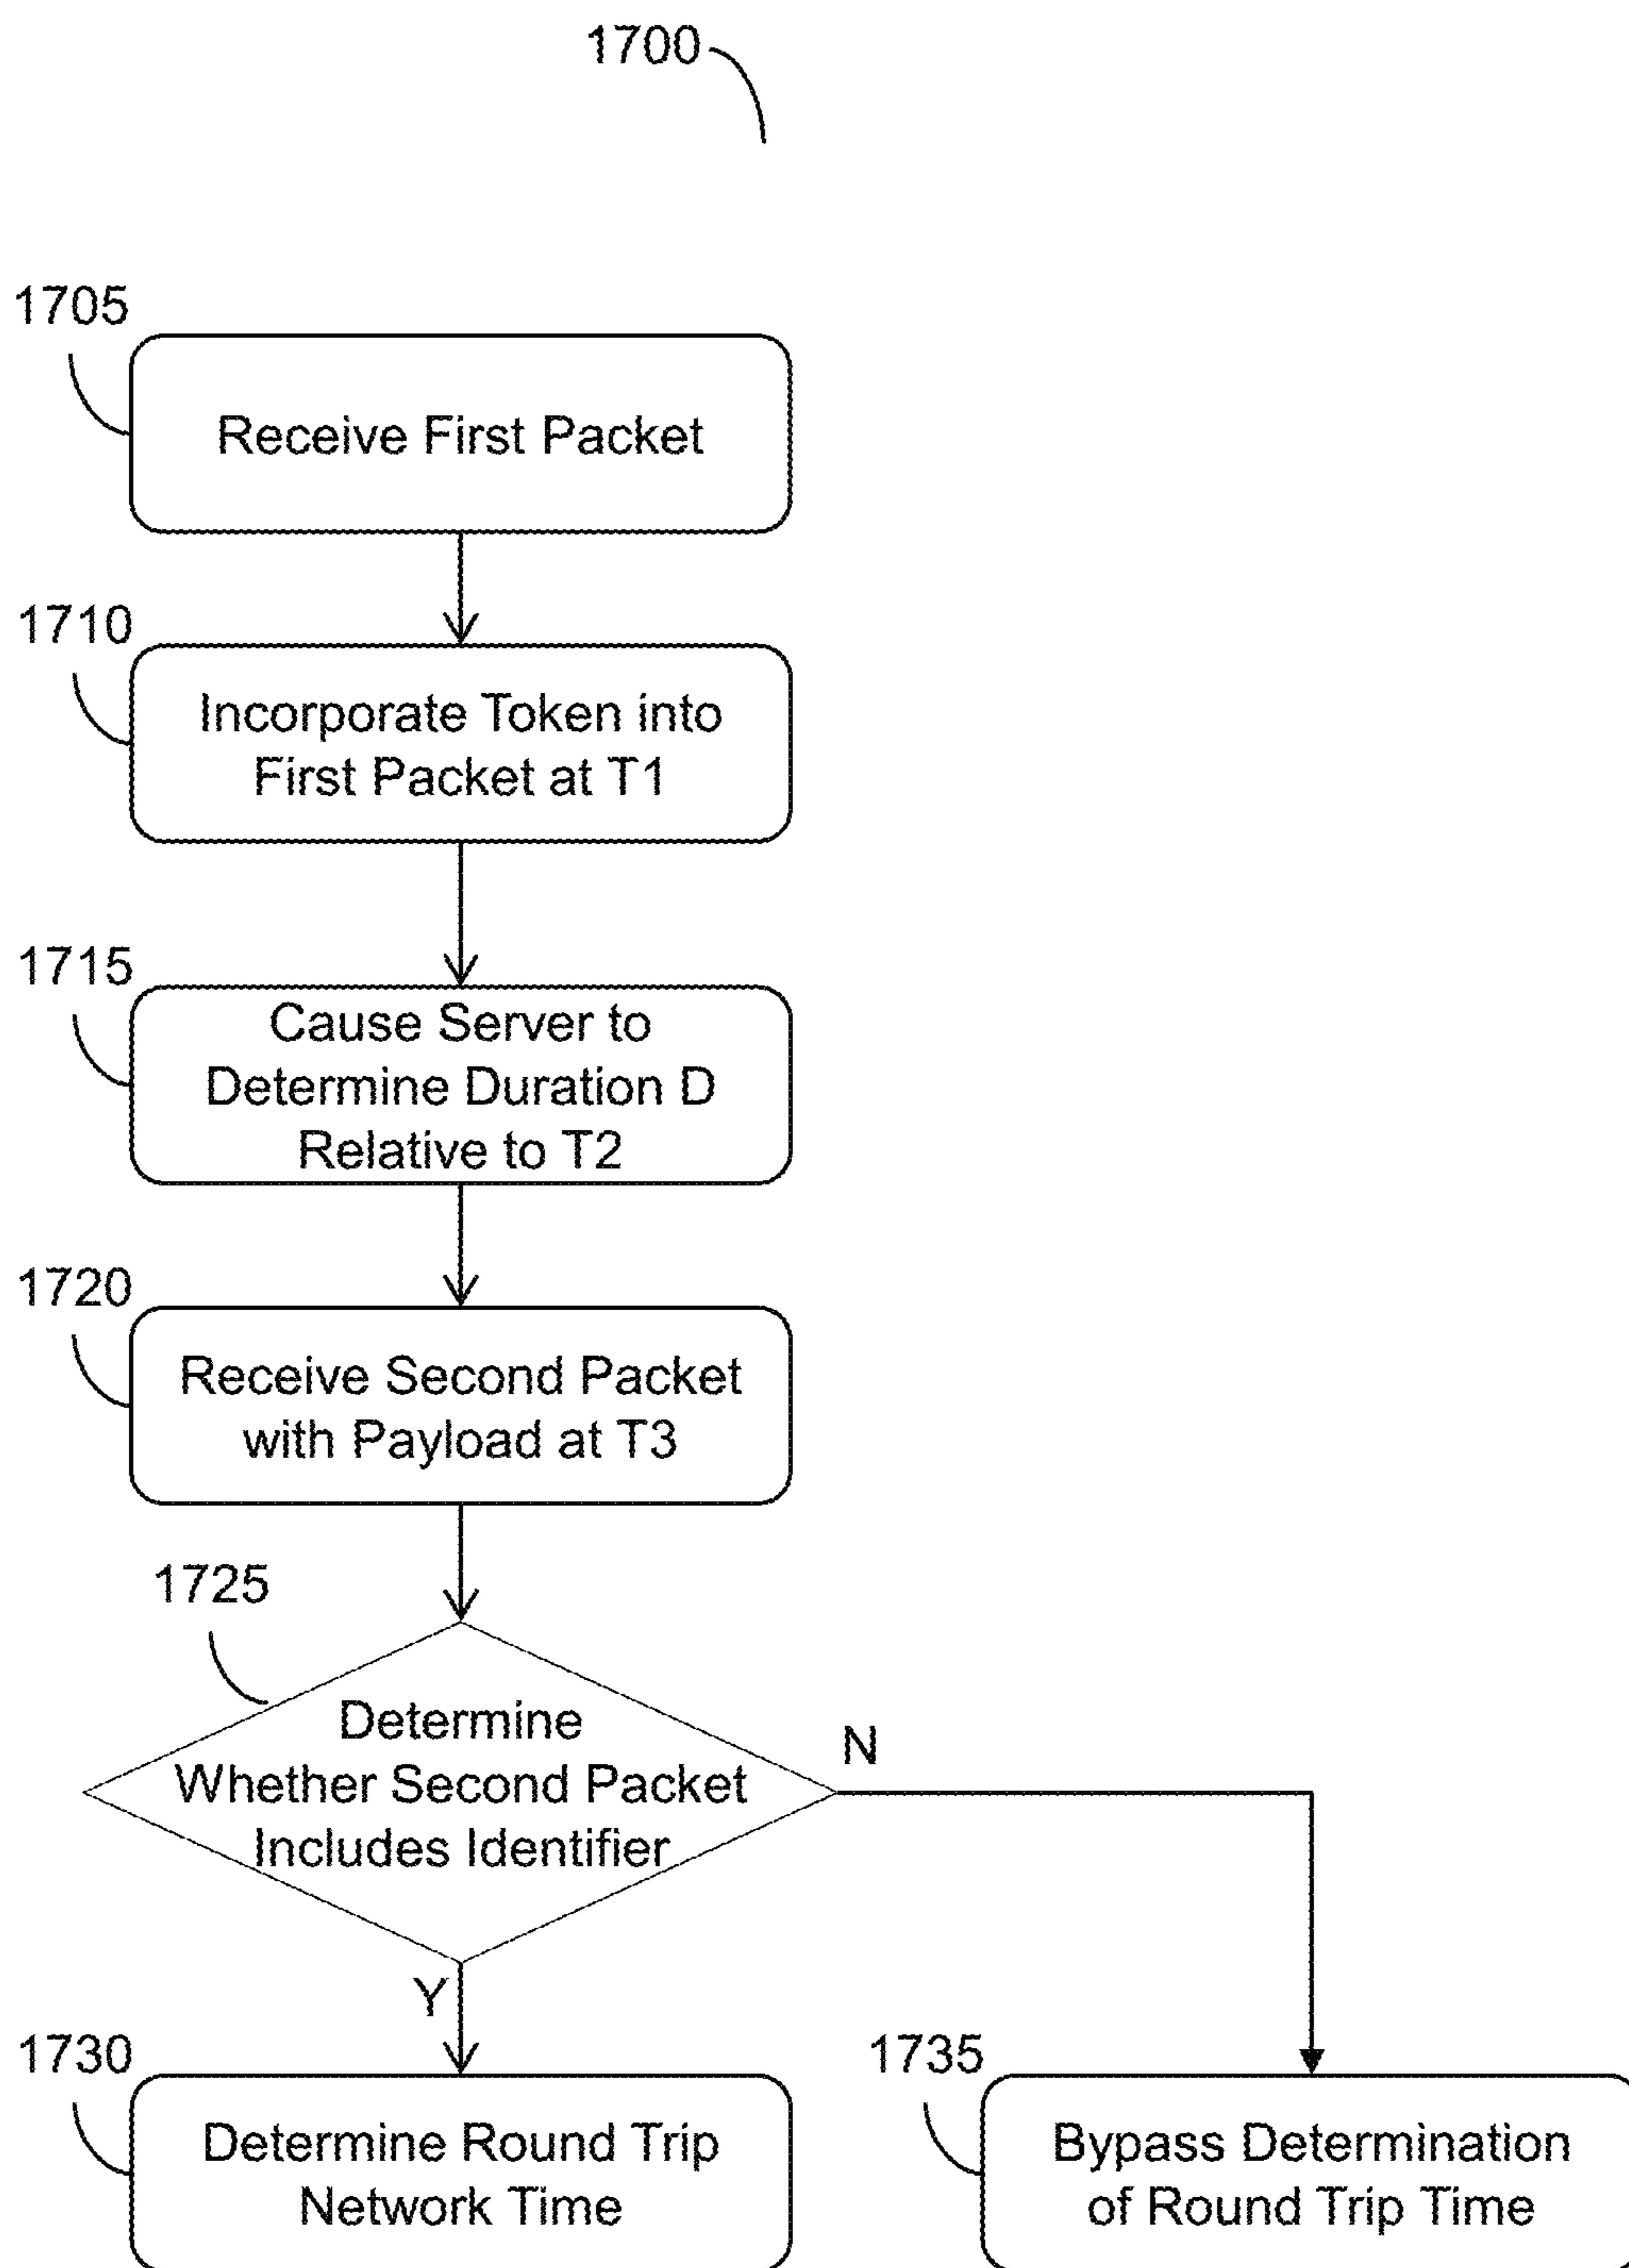 1700
1705
Receive First Packet
1710
Incorporate Token into
First Packet at T1
1715
Cause Server to
Determine Duration D
Relative to T2
1720
Receive Second Packet
with Payload at T3
1725
Determine
Whether Second Packet
Includes Identifier
N
Y
1730
Determine Round Trip
Network Time
1735
Bypass Determination
of Round Trip Time